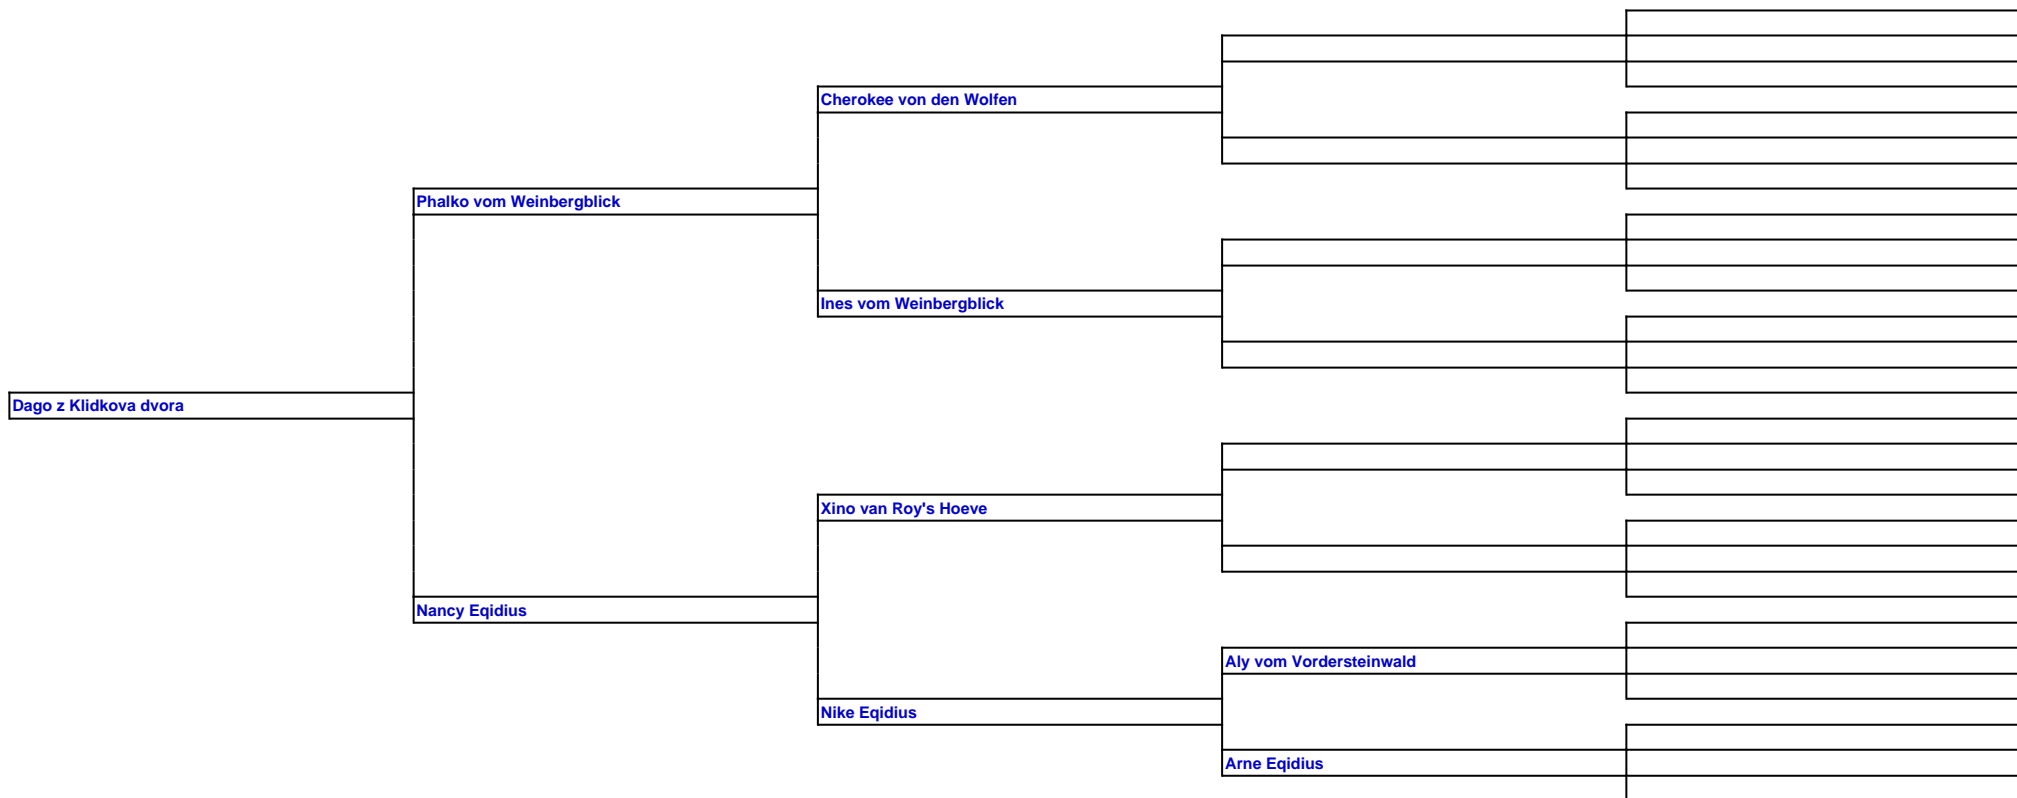 Cherokee von den Wolfen
Phalko vom Weinbergblick
Ines vom Weinbergblick
Dago z Klidkova dvora
Xino van Roy's Hoeve
Nancy Eqidius
Aly vom Vordersteinwald
Nike Eqidius
Arne Eqidius